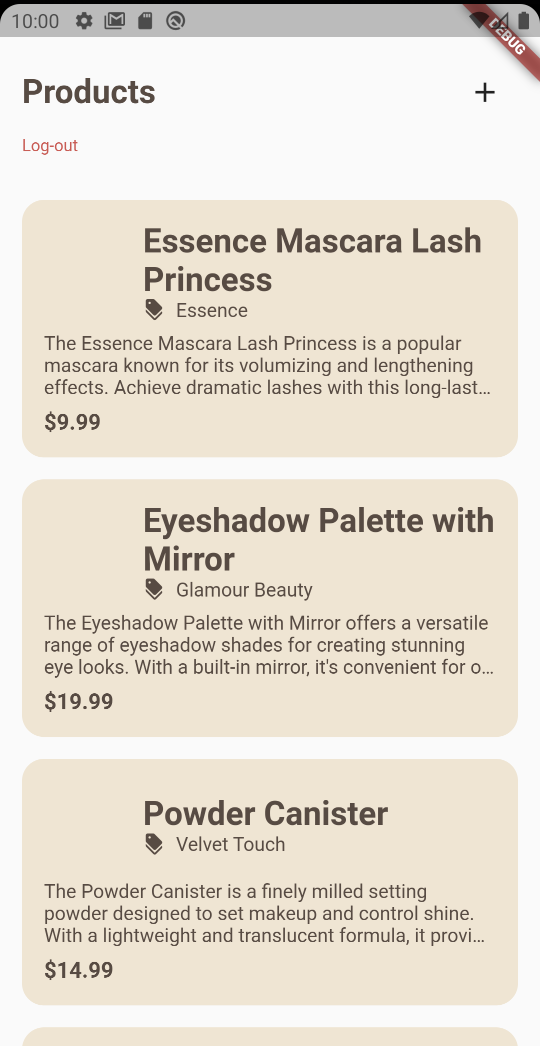 10:00
DEBUG
Products
Log-out
Essence Mascara Lash
Princess
Essence
The Essence Mascara Lash Princess is a popular
mascara known for its volumizing and lengthening
effects. Achieve dramatic lashes with this long-last…
$9.99
Eyeshadow Palette with
Mirror
Glamour Beauty
The Eyeshadow Palette with Mirror offers a versatile
range of eyeshadow shades for creating stunning
eye looks. With a built-in mirror, it's convenient for o…
$19.99
Powder Canister
Velvet Touch
The Powder Canister is a finely milled setting
powder designed to set makeup and control shine.
With a lightweight and translucent formula, it provi…
$14.99